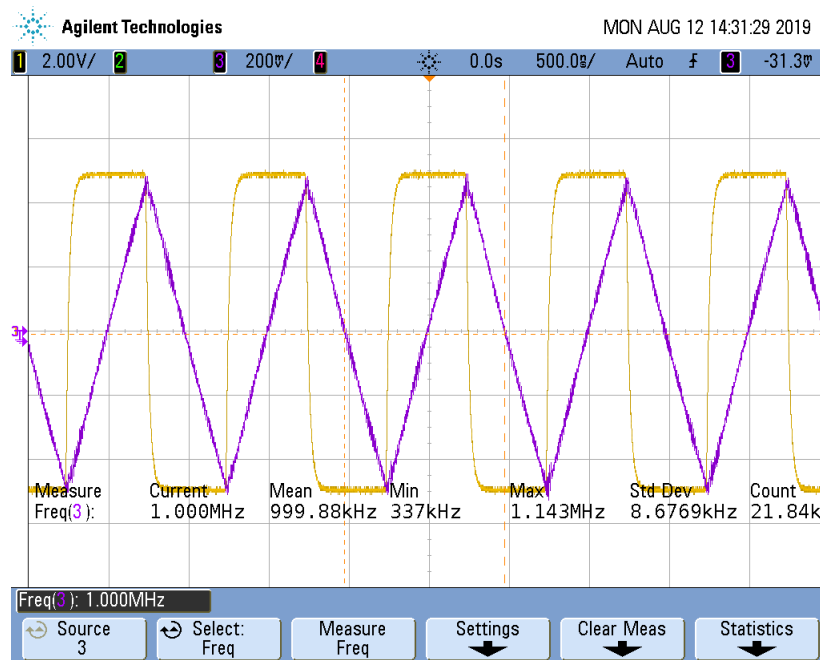 Agilent Technologies MON AUG 12 14:31:29 2019
1 2.00V/ 2 3 200mV/ 4 0.0s 500.0ns/ Auto 3 -31.3mV
3
Measure Current Mean Min Max Std Dev Count
Freq(3): 1.000MHz 999.88kHz 337kHz 1.143MHz 8.6769kHz 21.84k
Freq(3): 1.000MHz
Source Select: Measure Settings Clear Meas Statistics
3 Freq Freq